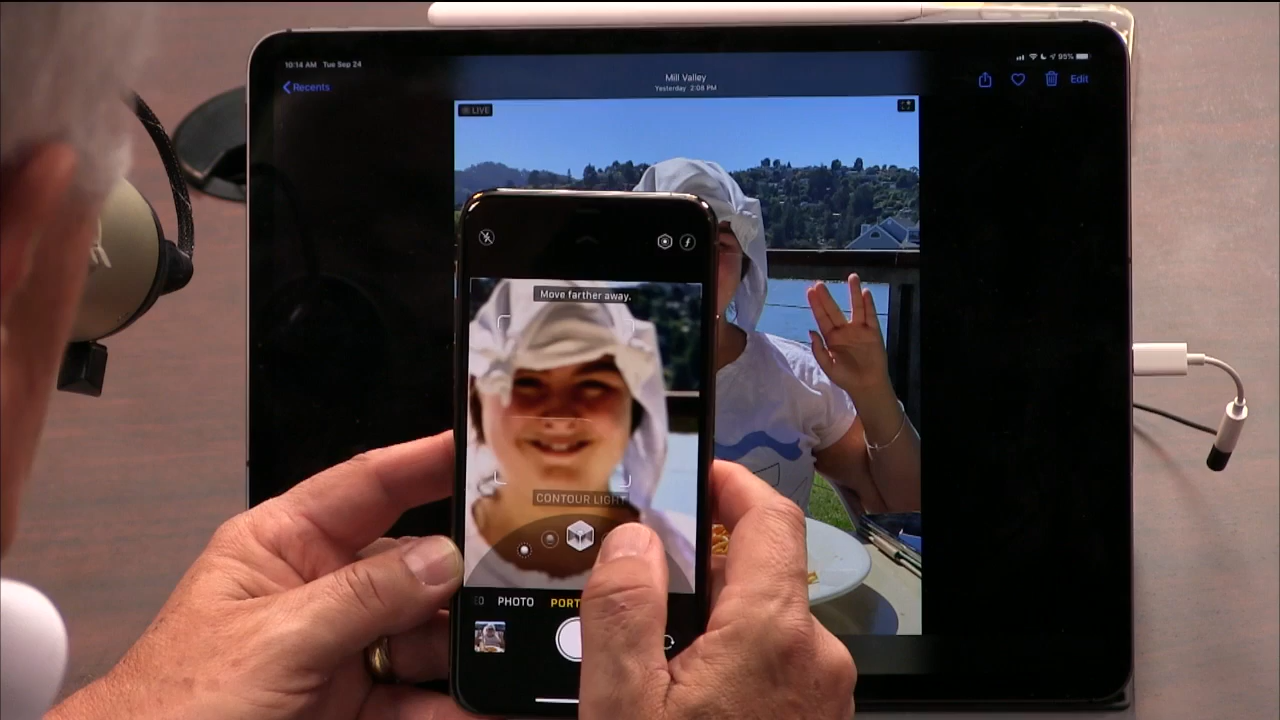 10:14 AM Tue Sep 24
95%
Recents
Mill Valley
Yesterday 2:08 PM
Edit
LIVE
Move farther away.
CONTOUR LIGHT
PHOTO
PORT